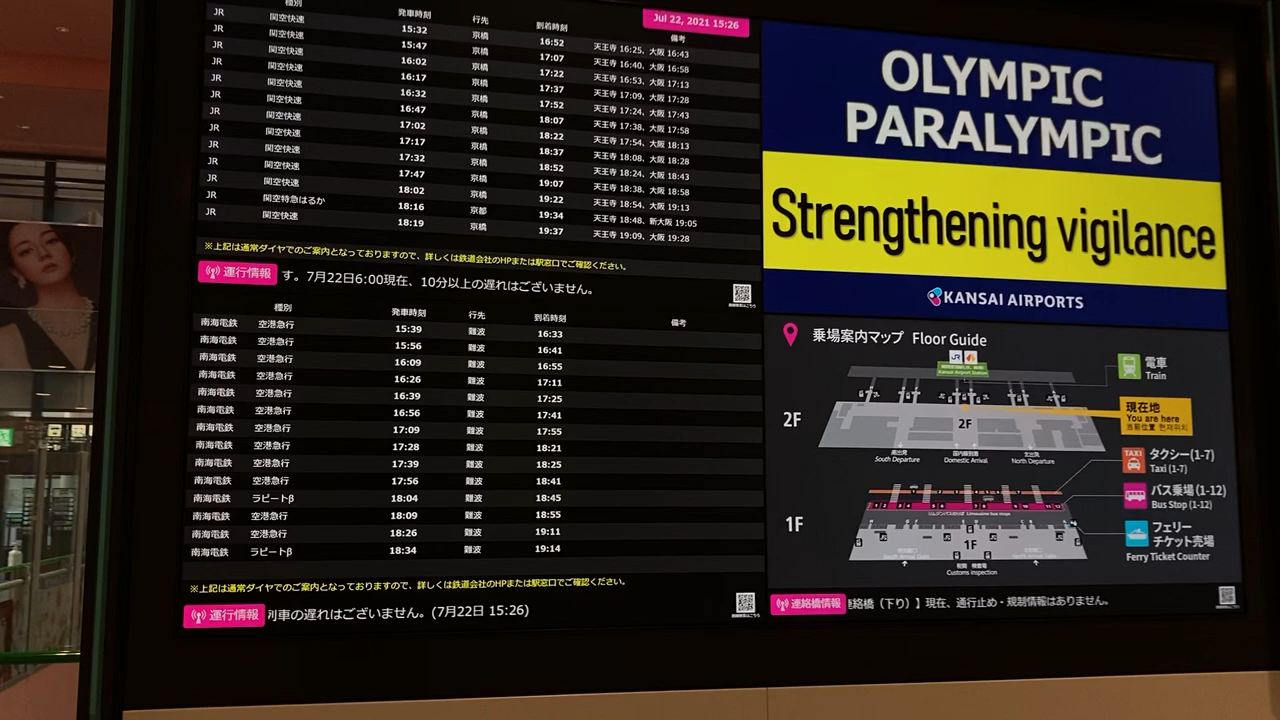 Jul 22, 2021 15:26
種別 発車時刻 行先 到着時刻 備考
JR 関空快速 15:32 京橋 16:52 天王寺 16:25、大阪 16:43
JR 関空快速 15:47 京橋 17:07 天王寺 16:40、大阪 16:58
JR 関空快速 16:02 京橋 17:22 天王寺 16:53、大阪 17:13
JR 関空快速 16:17 京橋 17:37 天王寺 17:09、大阪 17:28
JR 関空快速 16:32 京橋 17:52 天王寺 17:24、大阪 17:43
JR 関空快速 16:47 京橋 18:07 天王寺 17:38、大阪 17:58
JR 関空快速 17:02 京橋 18:22 天王寺 17:54、大阪 18:13
JR 関空快速 17:17 京橋 18:37 天王寺 18:08、大阪 18:28
JR 関空快速 17:32 京橋 18:52 天王寺 18:24、大阪 18:43
JR 関空快速 17:47 京橋 19:07 天王寺 18:38、大阪 18:58
JR 関空快速 18:02 京橋 19:22 天王寺 18:54、大阪 19:13
JR 関空特急はるか 18:16 京都 19:34 天王寺 18:48、新大阪 19:05
JR 関空快速 18:19 京橋 19:37 天王寺 19:09、大阪 19:28
※上記は通常ダイヤでのご案内となっておりますので、詳しくは鉄道会社のHPまたは駅窓口でご確認ください。
運行情報 す。7月22日6:00現在、10分以上の遅れはございません。
種別 発車時刻 行先 到着時刻 備考
南海電鉄 空港急行 15:39 難波 16:33
南海電鉄 空港急行 15:56 難波 16:41
南海電鉄 空港急行 16:09 難波 16:55
南海電鉄 空港急行 16:26 難波 17:11
南海電鉄 空港急行 16:39 難波 17:25
南海電鉄 空港急行 16:56 難波 17:41
南海電鉄 空港急行 17:09 難波 17:55
南海電鉄 空港急行 17:28 難波 18:21
南海電鉄 空港急行 17:39 難波 18:25
南海電鉄 空港急行 17:56 難波 18:41
南海電鉄 ラピートβ 18:04 難波 18:45
南海電鉄 空港急行 18:09 難波 18:55
南海電鉄 空港急行 18:26 難波 19:11
南海電鉄 ラピートβ 18:34 難波 19:14
※上記は通常ダイヤでのご案内となっておりますので、詳しくは鉄道会社のHPまたは駅窓口でご確認ください。
運行情報 列車の遅れはございません。(7月22日 15:26)
OLYMPIC
PARALYMPIC
Strengthening vigilance
KANSAI AIRPORTS
乗場案内マップ Floor Guide
JR
Kansai Airport Station
電車
Train
2F
2F
現在地
You are here
当前位置 현재위치
南出発
South Departure
国内線到着
Domestic Arrival
北出発
North Departure
TAXI
タクシー(1-7)
Taxi (1-7)
バス乗場(1-12)
Bus Stop (1-12)
1F
1F
フェリー
チケット売場
Ferry Ticket Counter
税関 検査場
Customs Inspection
連絡橋情報 絡橋（下り）】現在、通行止め・規制情報はありません。